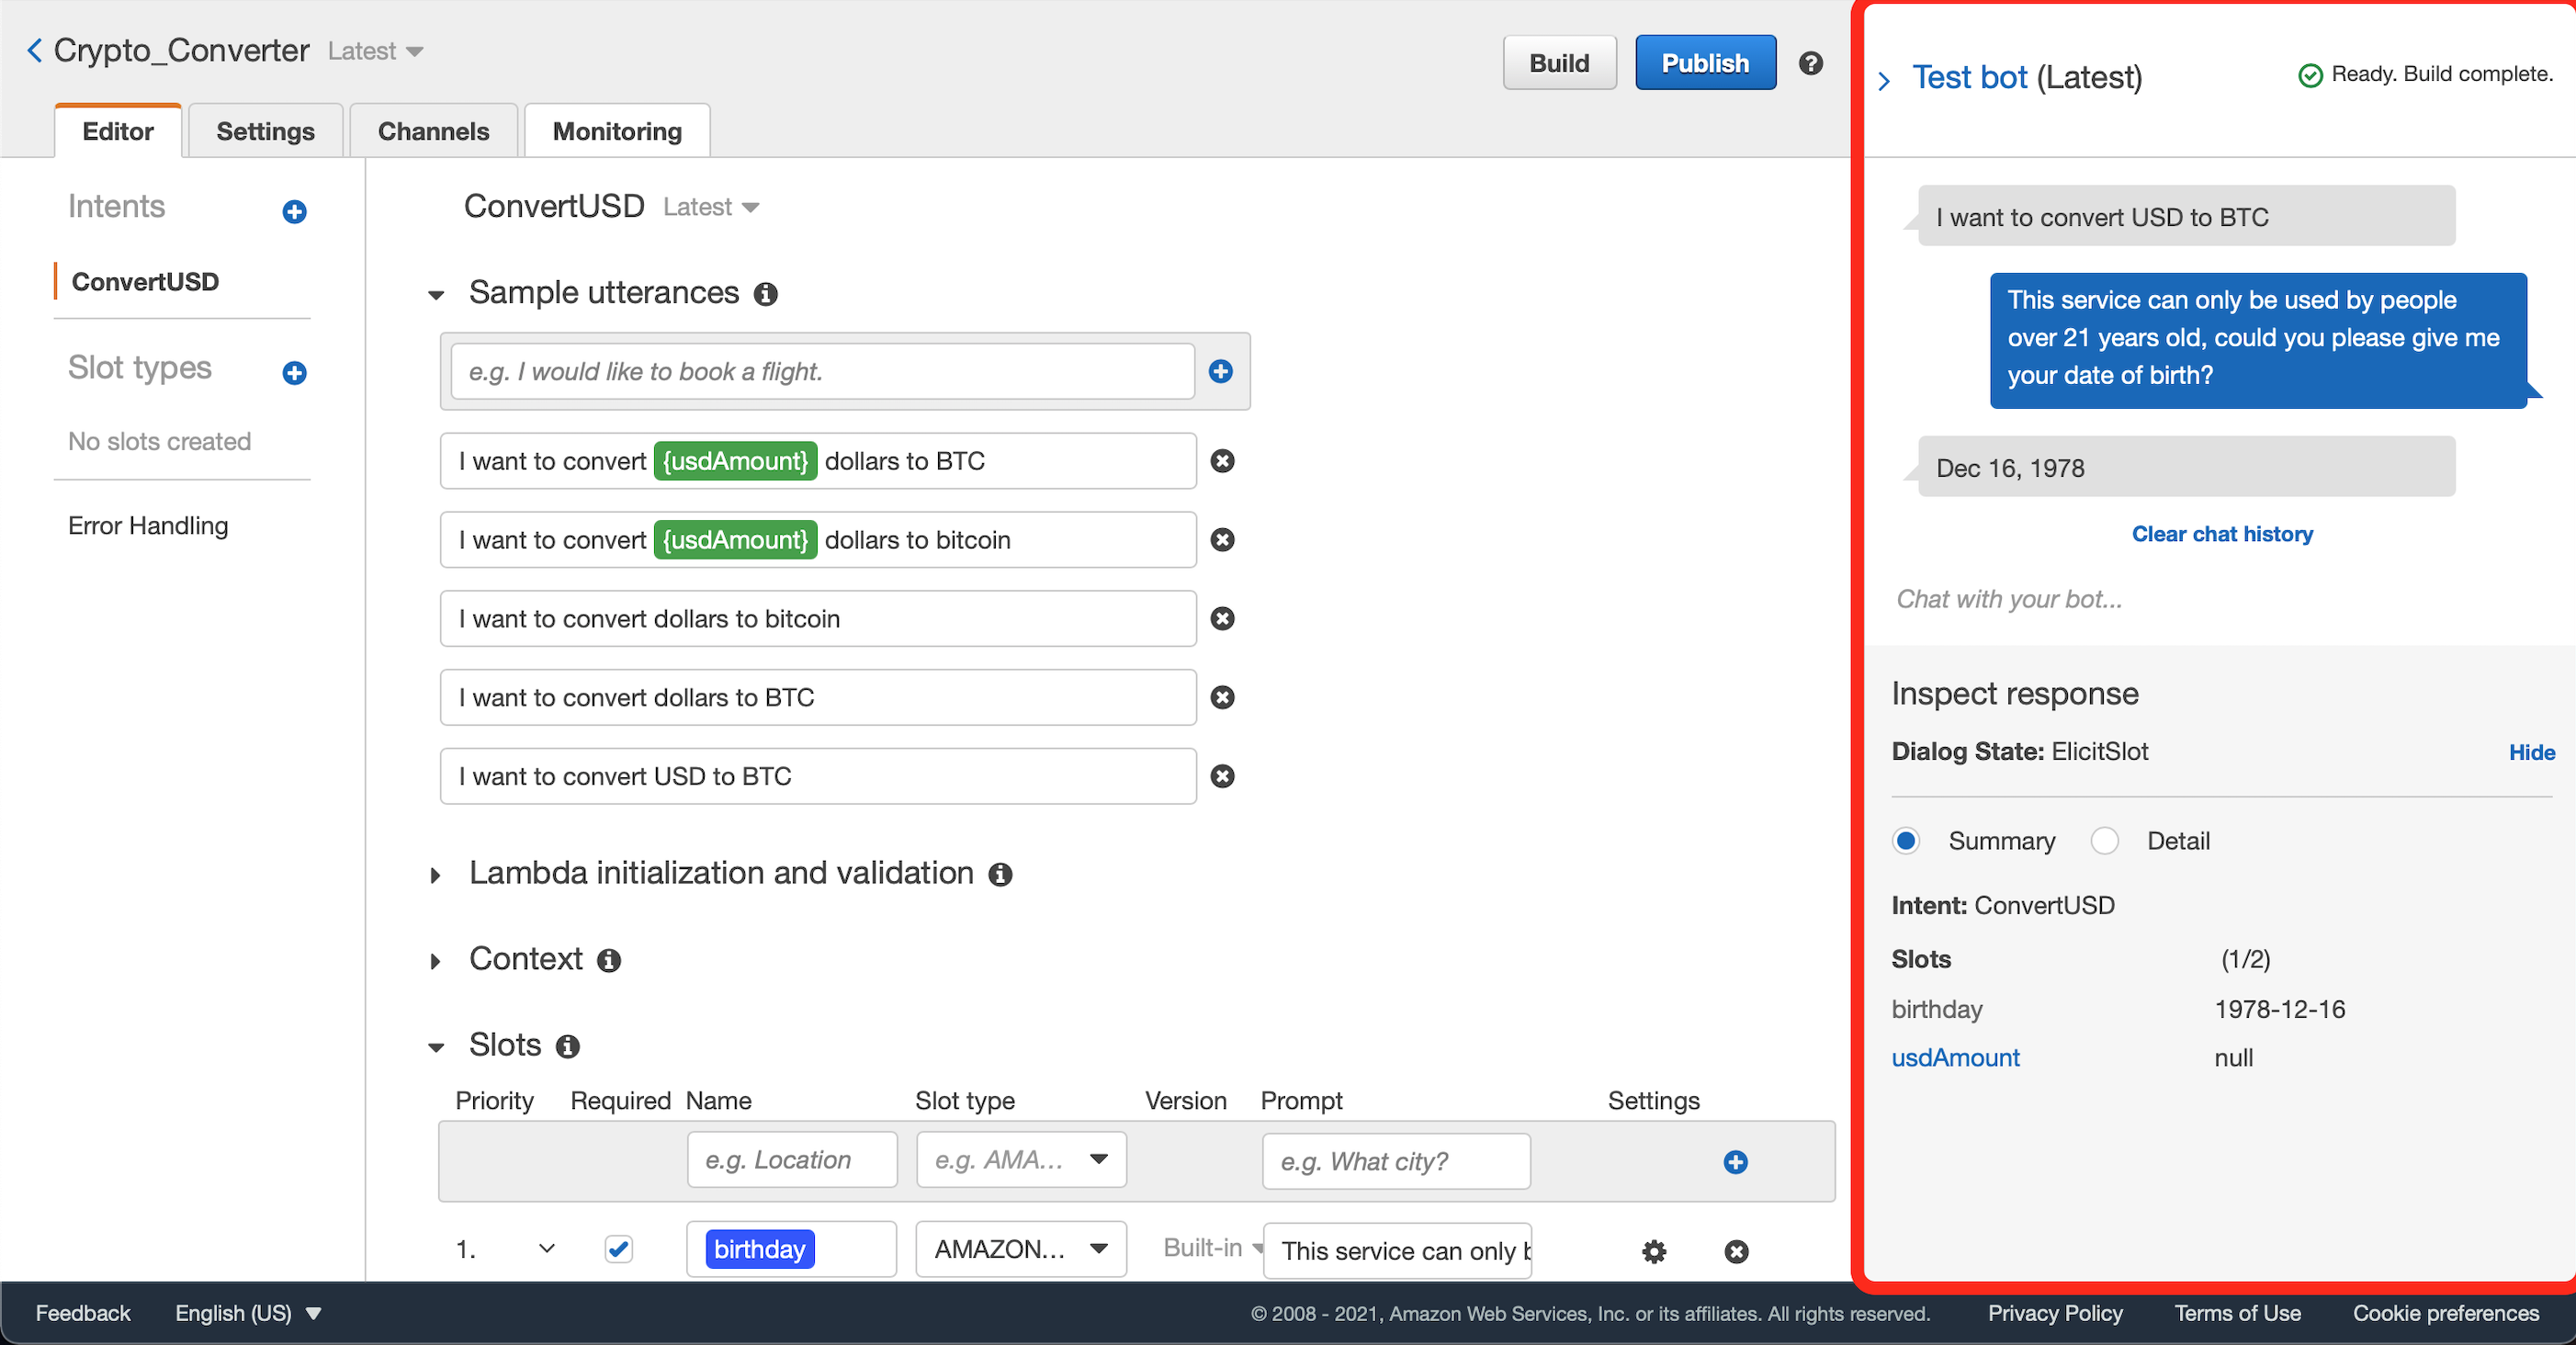 Crypto_Converter Latest
Build
Publish
Editor
Settings
Channels
Monitoring
Intents
ConvertUSD
Slot types
No slots created
Error Handling
ConvertUSD Latest
Sample utterances
e.g. I would like to book a flight.
I want to convert {usdAmount} dollars to BTC
I want to convert {usdAmount} dollars to bitcoin
I want to convert dollars to bitcoin
I want to convert dollars to BTC
I want to convert USD to BTC
Lambda initialization and validation
Context
Slots
Priority Required Name Slot type Version Prompt Settings
e.g. Location e.g. AMA... e.g. What city?
1. birthday AMAZON... Built-in This service can only b
Test bot (Latest)
Ready. Build complete.
I want to convert USD to BTC
This service can only be used by people
over 21 years old, could you please give me
your date of birth?
Dec 16, 1978
Clear chat history
Chat with your bot...
Inspect response
Dialog State: ElicitSlot
Hide
Summary Detail
Intent: ConvertUSD
Slots (1/2)
birthday 1978-12-16
usdAmount null
Feedback English (US) © 2008 - 2021, Amazon Web Services, Inc. or its affiliates. All rights reserved. Privacy Policy Terms of Use Cookie preferences